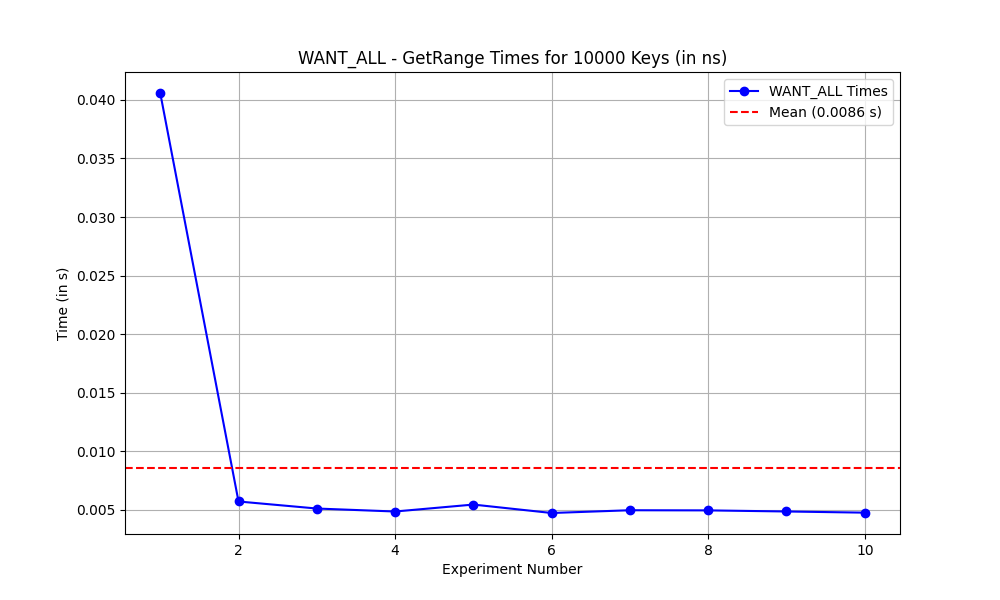 WANT_ALL - GetRange Times for 10000 Keys (in ns)
WANT_ALL Times
Mean (0.0086 s)
Time (in s)
0.040
0.035
0.030
0.025
0.020
0.015
0.010
0.005
2 4 6 8 10
Experiment Number